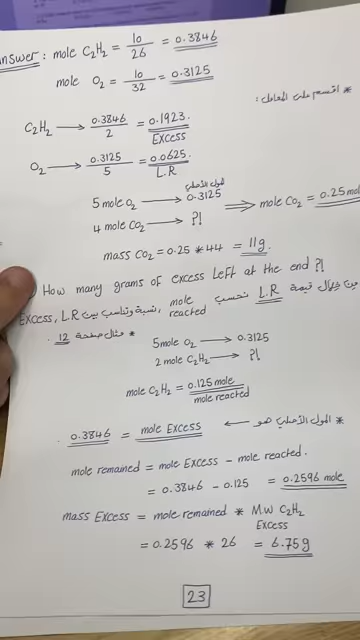 Answer: mole C₂H₂ = 10/26 = 0.3846
mole O₂ = 10/32 = 0.3125
* اقسم على المعامل:
C₂H₂ → 0.3846/2 = 0.1923. Excess
O₂ → 0.3125/5 = 0.0625. L.R
المول الأصلي
5 mole O₂ → 0.3125
4 mole CO₂ → ?! ⇒ mole CO₂ = 0.25 mole
mass CO₂ = 0.25 * 44 = 11g
How many grams of excess left at the end ?!
من خلال قيمة L.R نحسب mole reacted, نسبة وتناسب بين Excess, L.R
* مثال صفحة 12.
5 mole O₂ → 0.3125
2 mole C₂H₂ → ?!
mole C₂H₂ = 0.125 mole
mole reacted
* المول الأصلي هو ← mole Excess = 0.3846.
mole remained = mole Excess - mole reacted.
= 0.3846 - 0.125 = 0.2596 mole
mass Excess = mole remained * M.W C₂H₂
Excess
= 0.2596 * 26 = 6.75g
23